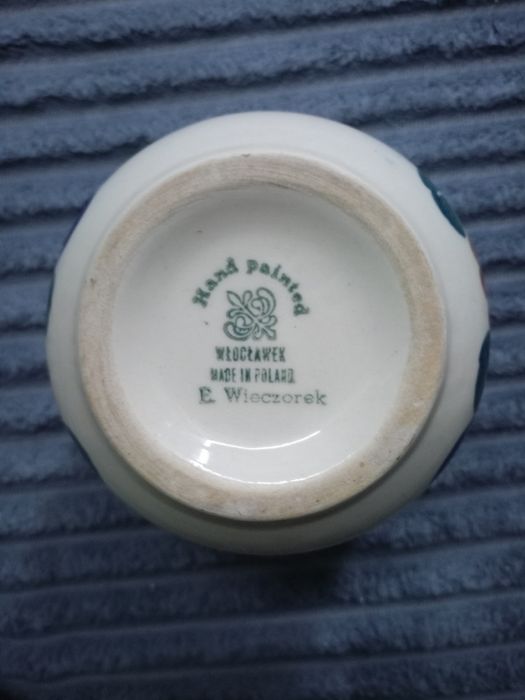 Hand painted
WŁOCŁAWEK
MADE IN POLAND
E. Wieczorek